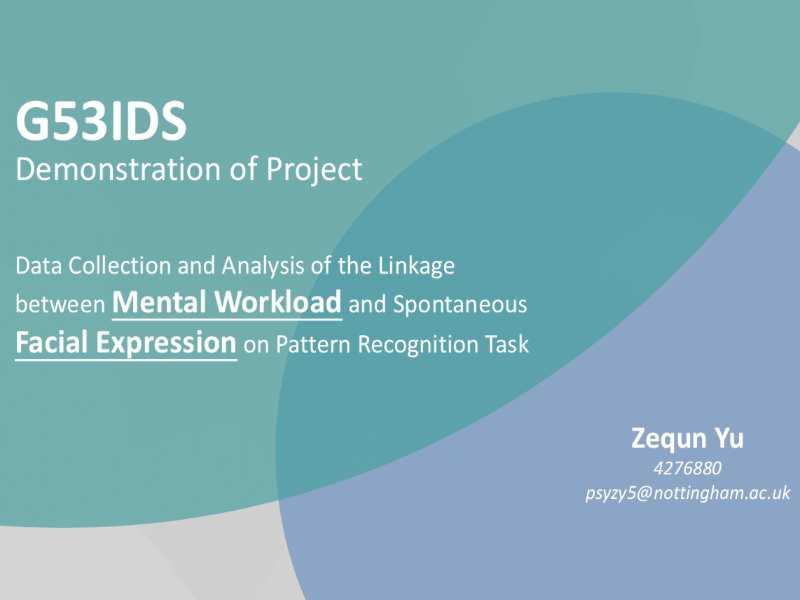 G53IDS
Demonstration of Project
Data Collection and Analysis of the Linkage
between Mental Workload and Spontaneous
Facial Expression on Pattern Recognition Task
Zequn Yu
4276880
psyzy5@nottingham.ac.uk